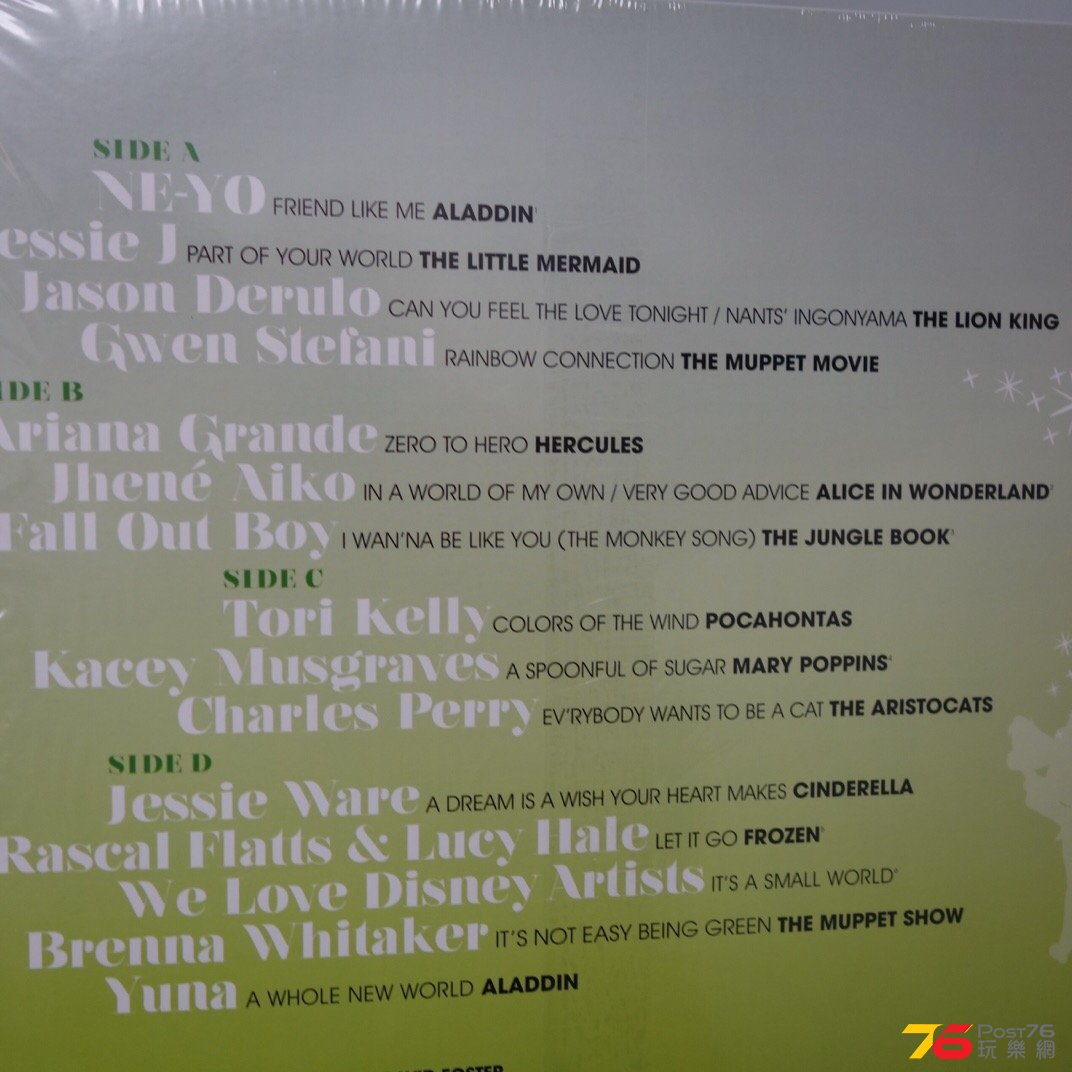 SIDE A
NE-YO FRIEND LIKE ME ALADDIN¹
essie J PART OF YOUR WORLD THE LITTLE MERMAID
Jason Derulo CAN YOU FEEL THE LOVE TONIGHT / NANTS' INGONYAMA THE LION KING
Gwen Stefani RAINBOW CONNECTION THE MUPPET MOVIE
IDE B
Ariana Grande ZERO TO HERO HERCULES
Jhené Aiko IN A WORLD OF MY OWN / VERY GOOD ADVICE ALICE IN WONDERLAND²
Fall Out Boy I WAN'NA BE LIKE YOU (THE MONKEY SONG) THE JUNGLE BOOK³
SIDE C
Tori Kelly COLORS OF THE WIND POCAHONTAS
Kacey Musgraves A SPOONFUL OF SUGAR MARY POPPINS⁴
Charles Perry EV'RYBODY WANTS TO BE A CAT THE ARISTOCATS
SIDE D
Jessie Ware A DREAM IS A WISH YOUR HEART MAKES CINDERELLA
Rascal Flatts & Lucy Hale LET IT GO FROZEN⁵
We Love Disney Artists IT'S A SMALL WORLD⁶
Brenna Whitaker IT'S NOT EASY BEING GREEN THE MUPPET SHOW
Yuna A WHOLE NEW WORLD ALADDIN
FOSTER
76 POST76
玩樂網